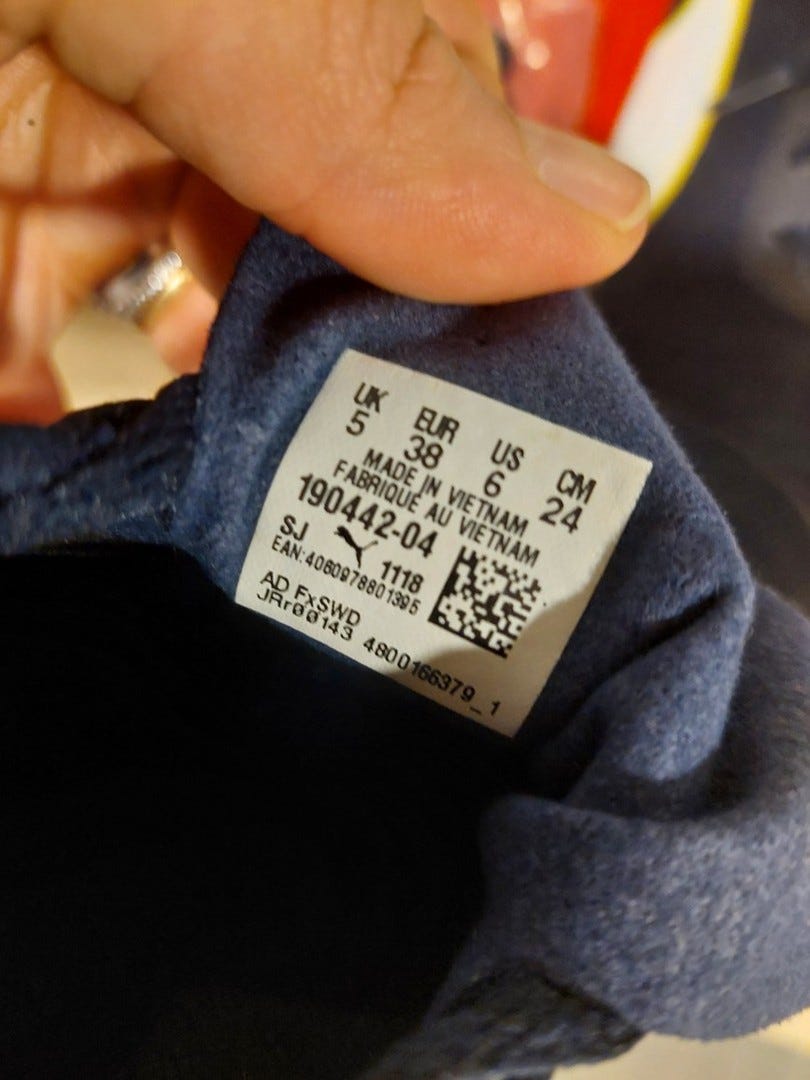 UK EUR US CM
5 38 6 24
MADE IN VIETNAM
FABRIQUE AU VIETNAM
190442-04
SJ 1118
EAN:4060978801395
AD FxSWD
JRr00143 4800166379_1